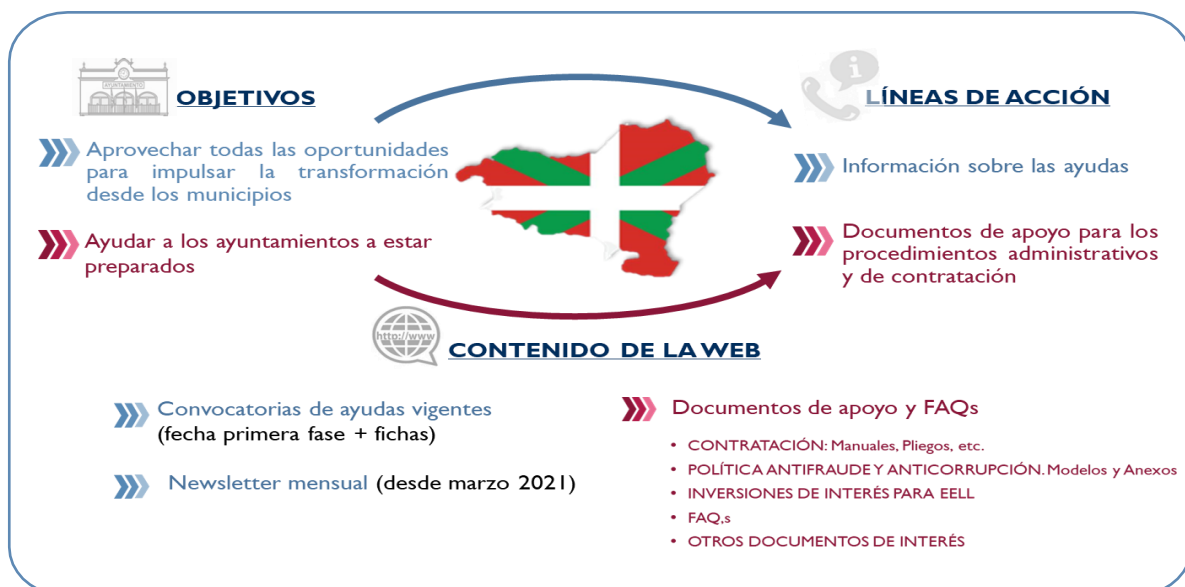 AYUNTAMIENTO
OBJETIVOS
Aprovechar todas las oportunidades
para impulsar la transformación
desde los municipios
Ayudar a los ayuntamientos a estar
preparados
LÍNEAS DE ACCIÓN
Información sobre las ayudas
Documentos de apoyo para los
procedimientos administrativos
y de contratación
http://www
CONTENIDO DE LA WEB
Convocatorias de ayudas vigentes
(fecha primera fase + fichas)
Newsletter mensual (desde marzo 2021)
Documentos de apoyo y FAQs
• CONTRATACIÓN: Manuales, Pliegos, etc.
• POLÍTICA ANTIFRAUDE Y ANTICORRUPCIÓN. Modelos y Anexos
• INVERSIONES DE INTERÉS PARA EELL
• FAQ,s
• OTROS DOCUMENTOS DE INTERÉS